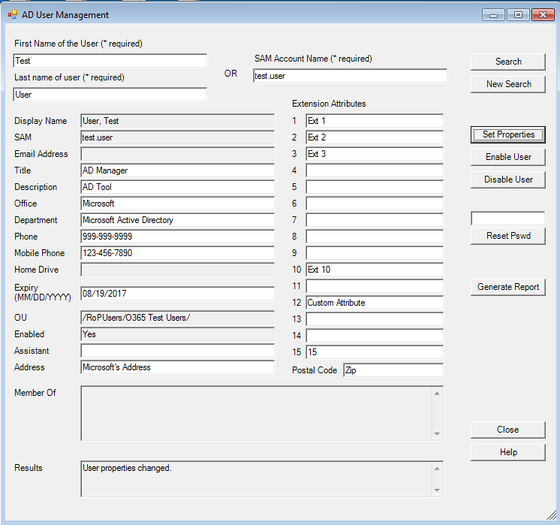 AD User Management
First Name of the User (* required)
Test
Last name of user (* required)
User
OR
SAM Account Name (* required)
test.user
Search
New Search
Display Name User, Test
SAM test.user
Email Address
Title AD Manager
Description AD Tool
Office Microsoft
Department Microsoft Active Directory
Phone 999-999-9999
Mobile Phone 123-456-7890
Home Drive
Expiry
(MM/DD/YYYY) 08/19/2017
OU /RoPUsers/O365 Test Users/
Enabled Yes
Assistant
Address Microsoft's Address
Extension Attributes
1 Ext 1
2 Ext 2
3 Ext 3
4
5
6
7
8
9
10 Ext 10
11
12 Custom Attribute
13
14
15 15
Postal Code Zip
Set Properties
Enable User
Disable User
Reset Pswd
Generate Report
Member Of
Close
Help
Results User properties changed.